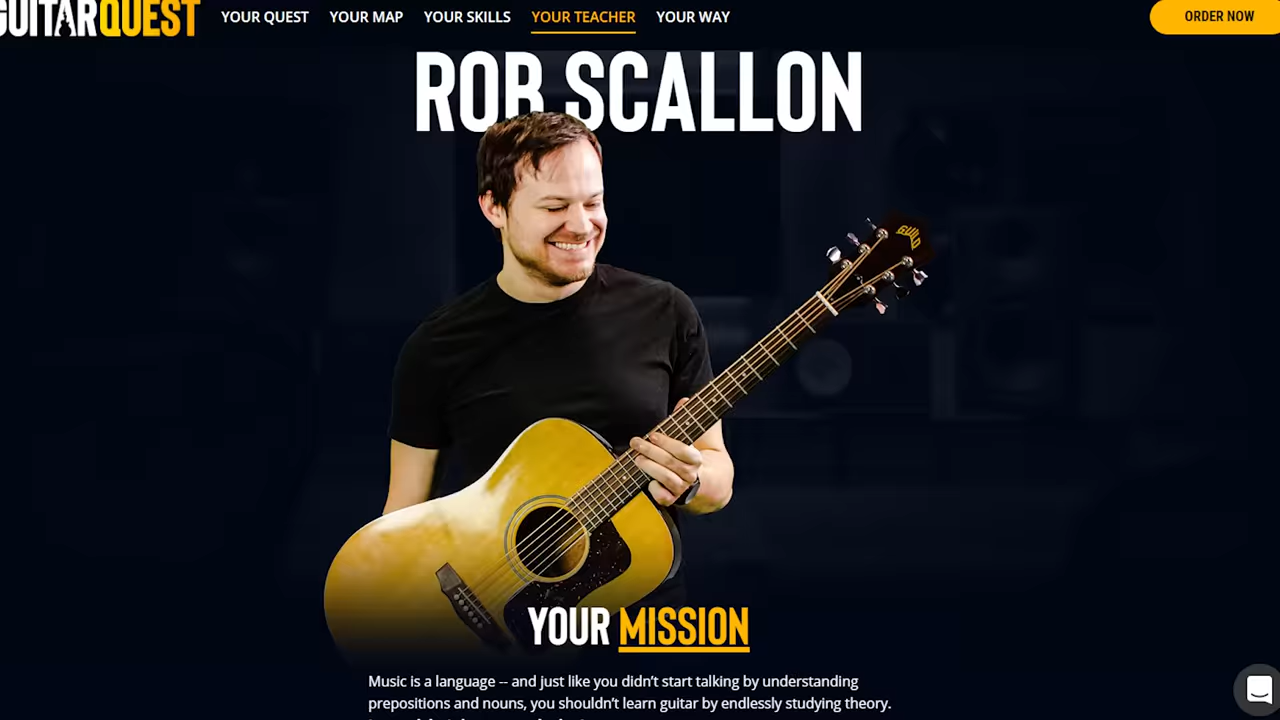 GUITARQUEST YOUR QUEST YOUR MAP YOUR SKILLS YOUR TEACHER YOUR WAY ORDER NOW
ROB SCALLON
GUILD
YOUR MISSION
Music is a language -- and just like you didn't start talking by understanding
prepositions and nouns, you shouldn't learn guitar by endlessly studying theory.